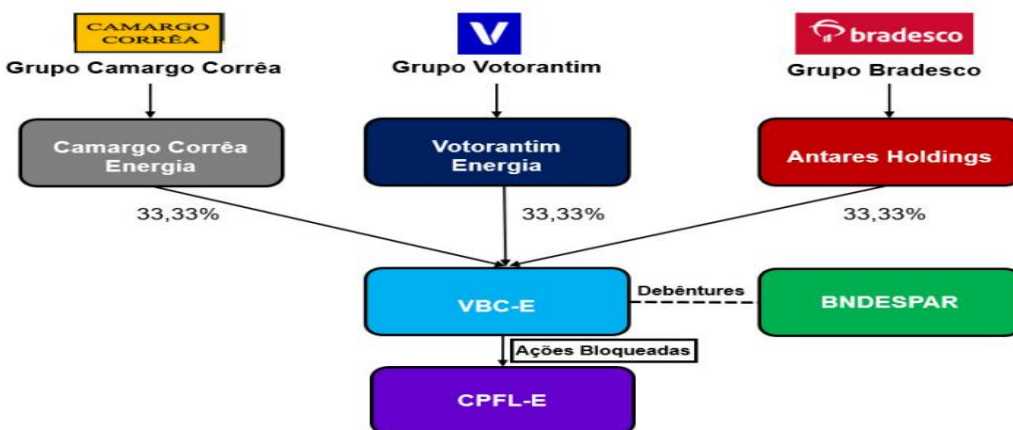 CAMARGO
CORRÊA
bradesco
Grupo Camargo Corrêa
Grupo Votorantim
Grupo Bradesco
Camargo Corrêa
Energia
Votorantim
Energia
Antares Holdings
33,33%
33,33%
33,33%
VBC-E
Debêntures
BNDESPAR
Ações Bloqueadas
CPFL-E